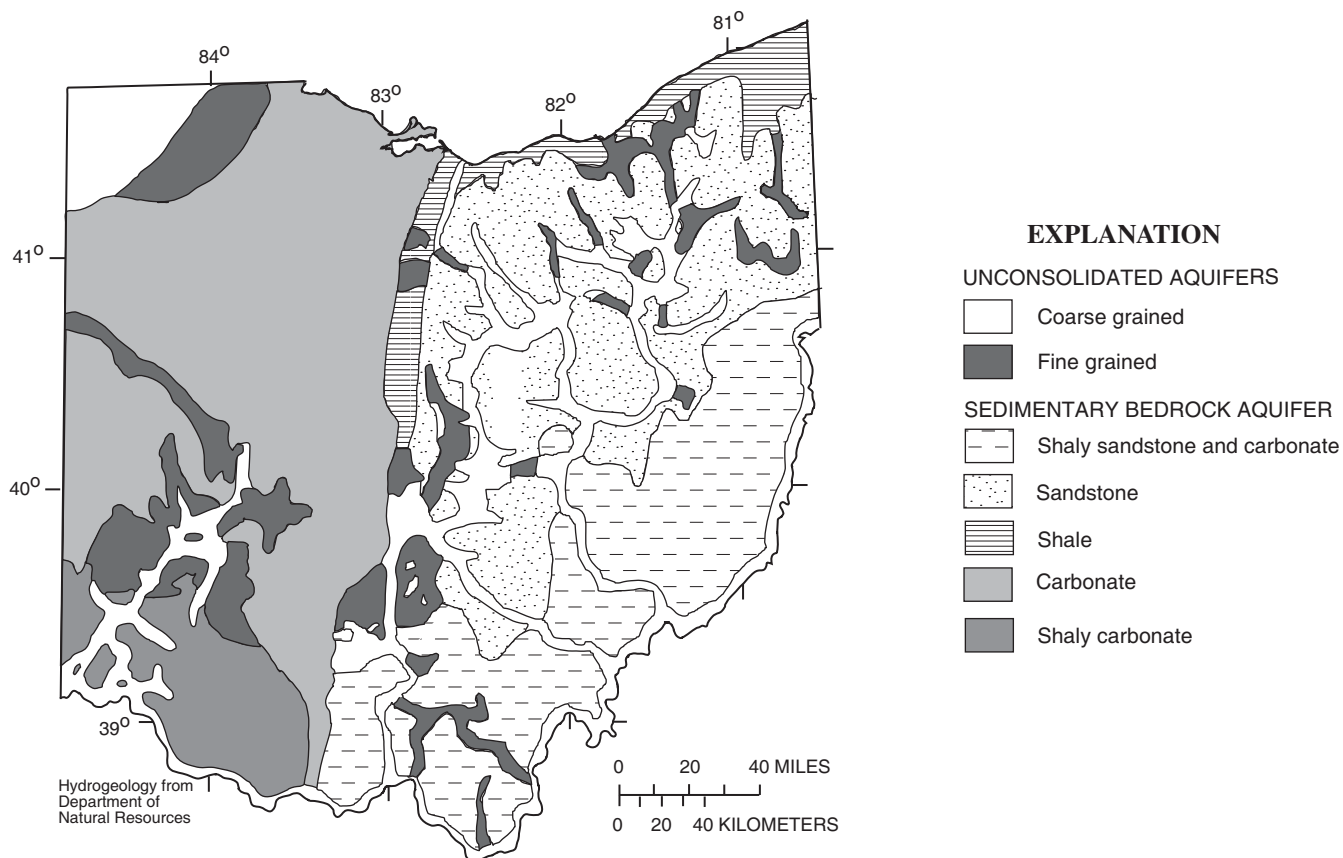 84°
83°
82°
81°
41°
40°
39°
Hydrogeology from
Department of
Natural Resources
0 20 40 MILES
0 20 40 KILOMETERS
EXPLANATION
UNCONSOLIDATED AQUIFERS
Coarse grained
Fine grained
SEDIMENTARY BEDROCK AQUIFER
Shaly sandstone and carbonate
Sandstone
Shale
Carbonate
Shaly carbonate